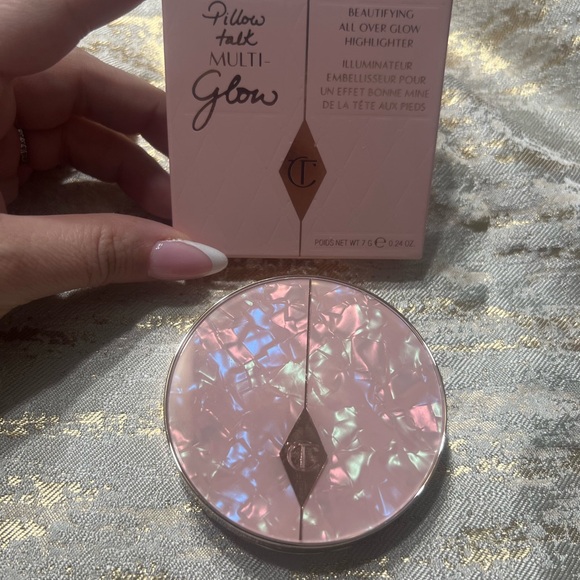 Pillow
talk
MULTI-
Glow
BEAUTIFYING
ALL OVER GLOW
HIGHLIGHTER
ILLUMINATEUR
EMBELLISSEUR POUR
UN EFFET BONNE MINE
DE LA TÊTE AUX PIEDS
CT
POIDS NET WT 7 G ℮ 0.24 OZ.
CT